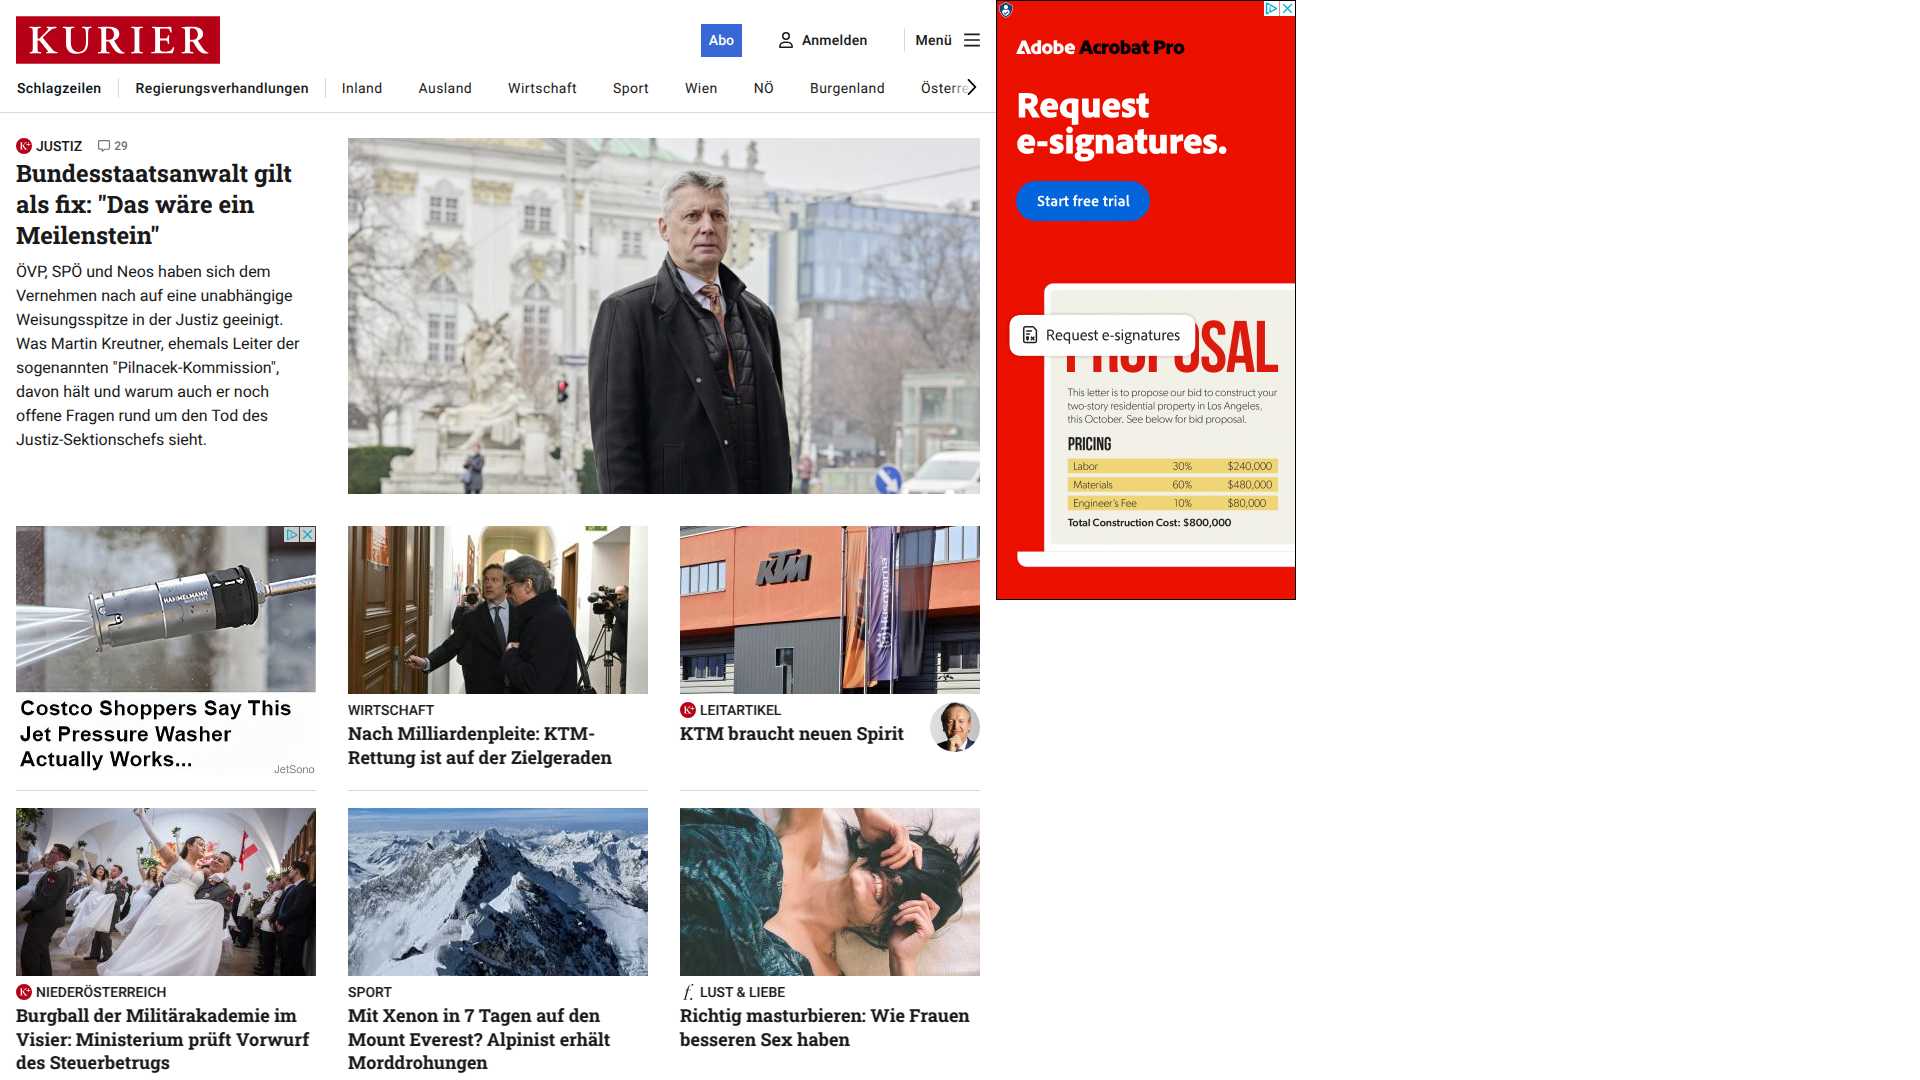 KURIER
Abo
Anmelden
Menü
Schlagzeilen
Regierungsverhandlungen
Inland
Ausland
Wirtschaft
Sport
Wien
NÖ
Burgenland
Österre
K+ JUSTIZ 29
Bundesstaatsanwalt gilt
als fix: "Das wäre ein
Meilenstein"
ÖVP, SPÖ und Neos haben sich dem
Vernehmen nach auf eine unabhängige
Weisungsspitze in der Justiz geeinigt.
Was Martin Kreutner, ehemals Leiter der
sogenannten "Pilnacek-Kommission",
davon hält und warum auch er noch
offene Fragen rund um den Tod des
Justiz-Sektionschefs sieht.
HAMMELMANN
Costco Shoppers Say This
Jet Pressure Washer
Actually Works...
JetSono
WIRTSCHAFT
Nach Milliardenpleite: KTM-
Rettung ist auf der Zielgeraden
KTM
Husqvarna
K+ LEITARTIKEL
KTM braucht neuen Spirit
K+ NIEDERÖSTERREICH
Burgball der Militärakademie im
Visier: Ministerium prüft Vorwurf
des Steuerbetrugs
SPORT
Mit Xenon in 7 Tagen auf den
Mount Everest? Alpinist erhält
Morddrohungen
f. LUST & LIEBE
Richtig masturbieren: Wie Frauen
besseren Sex haben
Adobe Acrobat Pro
Request
e-signatures.
Start free trial
Request e-signatures
PROPOSAL
This letter is to propose our bid to construct your
two-story residential property in Los Angeles,
this October. See below for bid proposal.
PRICING
Labor 30% $240,000
Materials 60% $480,000
Engineer's Fee 10% $80,000
Total Construction Cost: $800,000